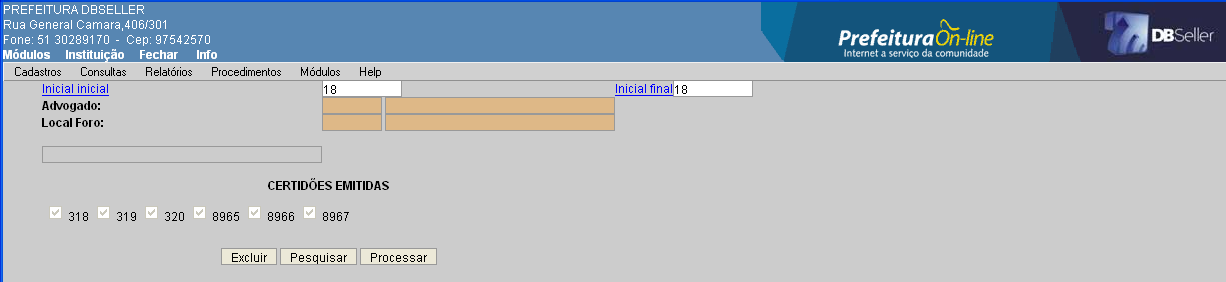 PREFEITURA DBSELLER
Rua General Camara,406/301
Fone: 51 30289170 - Cep: 97542570
Módulos Instituição Fechar Info
PrefeituraOn-line
Internet a serviço da comunidade
DBSeller
Cadastros Consultas Relatórios Procedimentos Módulos Help
Inicial inicial 18 Inicial final 18
Advogado:
Local Foro:
CERTIDÕES EMITIDAS
318 319 320 8965 8966 8967
Excluir Pesquisar Processar